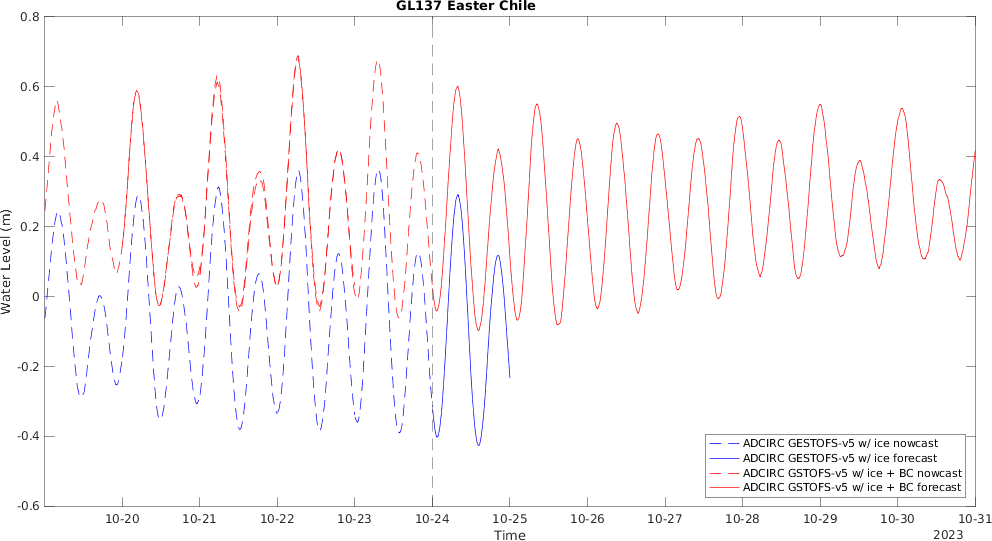 GL137 Easter Chile
0.8
0.6
0.4
0.2
0
-0.2
-0.4
-0.6
Water Level (m)
10-20 10-21 10-22 10-23 10-24 10-25 10-26 10-27 10-28 10-29 10-30 10-31
Time
2023
ADCIRC GESTOFS-v5 w/ ice nowcast
ADCIRC GESTOFS-v5 w/ ice forecast
ADCIRC GSTOFS-v5 w/ ice + BC nowcast
ADCIRC GSTOFS-v5 w/ ice + BC forecast